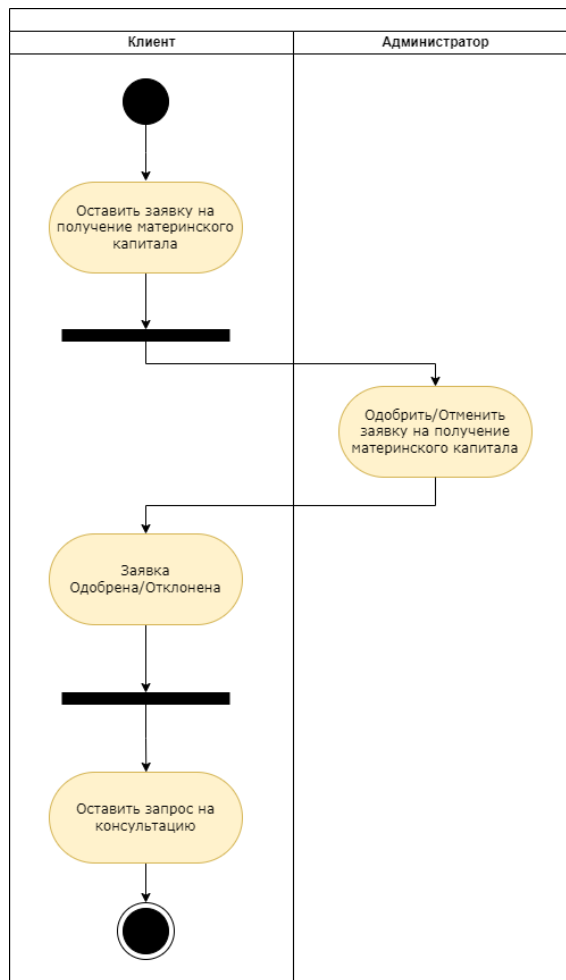 Клиент
Администратор
Оставить заявку на
получение материнского
капитала
Одобрить/Отменить
заявку на получение
материнского капитала
Заявка
Одобрена/Отклонена
Оставить запрос на
консультацию